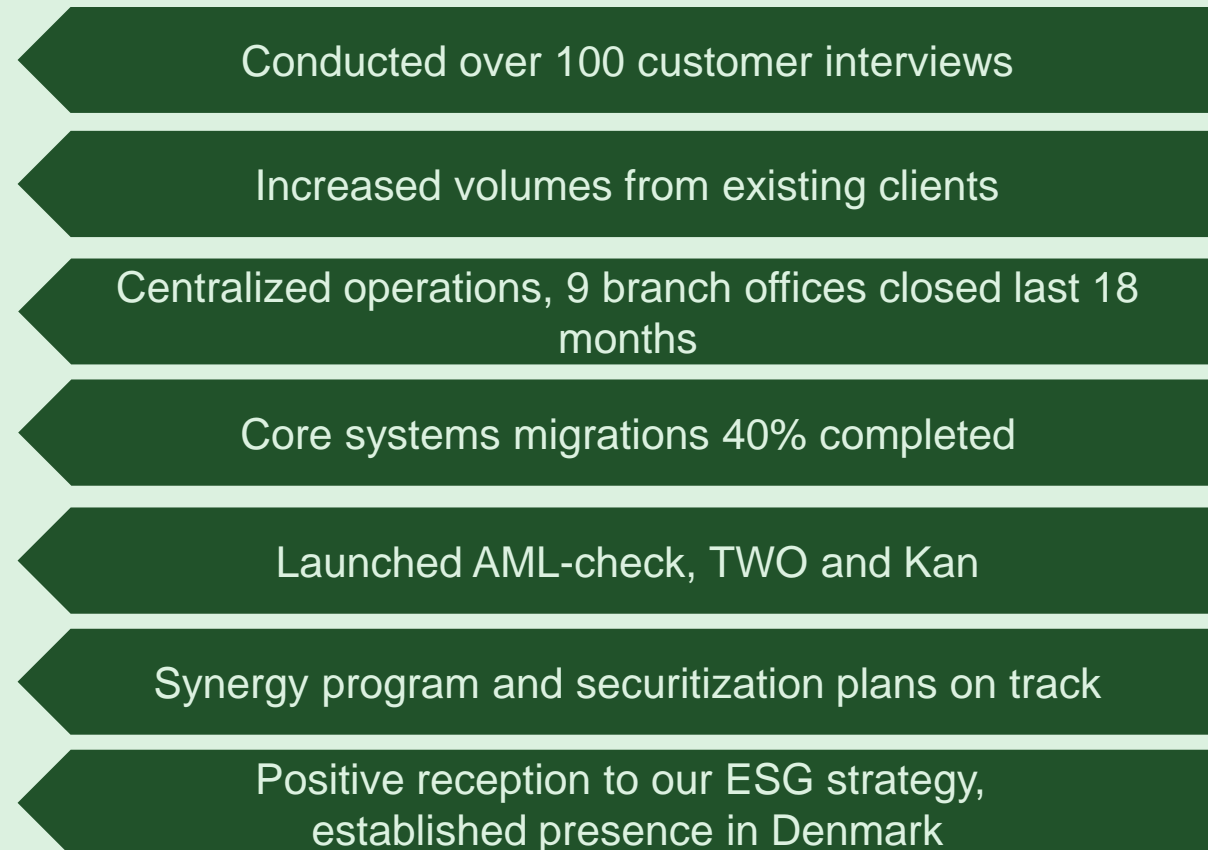 Conducted over 100 customer interviews
Increased volumes from existing clients
Centralized operations, 9 branch offices closed last 18
months
Core systems migrations 40% completed
Launched AML-check, TWO and Kan
Synergy program and securitization plans on track
Positive reception to our ESG strategy,
established presence in Denmark